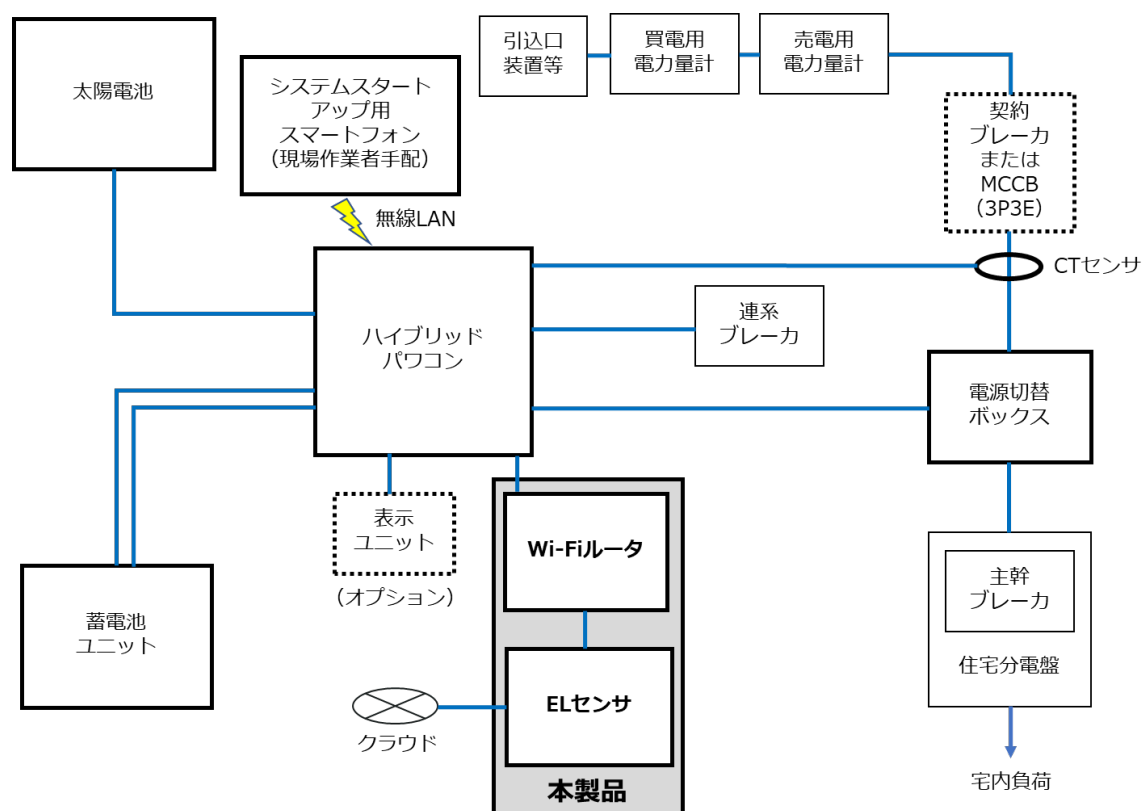 太陽電池
システムスタート
アップ用
スマートフォン
（現場作業者手配）
無線LAN
引込口
装置等
買電用
電力量計
売電用
電力量計
契約
ブレーカ
または
MCCB
（3P3E）
CTセンサ
ハイブリッド
パワコン
連系
ブレーカ
電源切替
ボックス
表示
ユニット
（オプション）
Wi-Fiルータ
蓄電池
ユニット
主幹
ブレーカ
住宅分電盤
ELセンサ
クラウド
本製品
宅内負荷